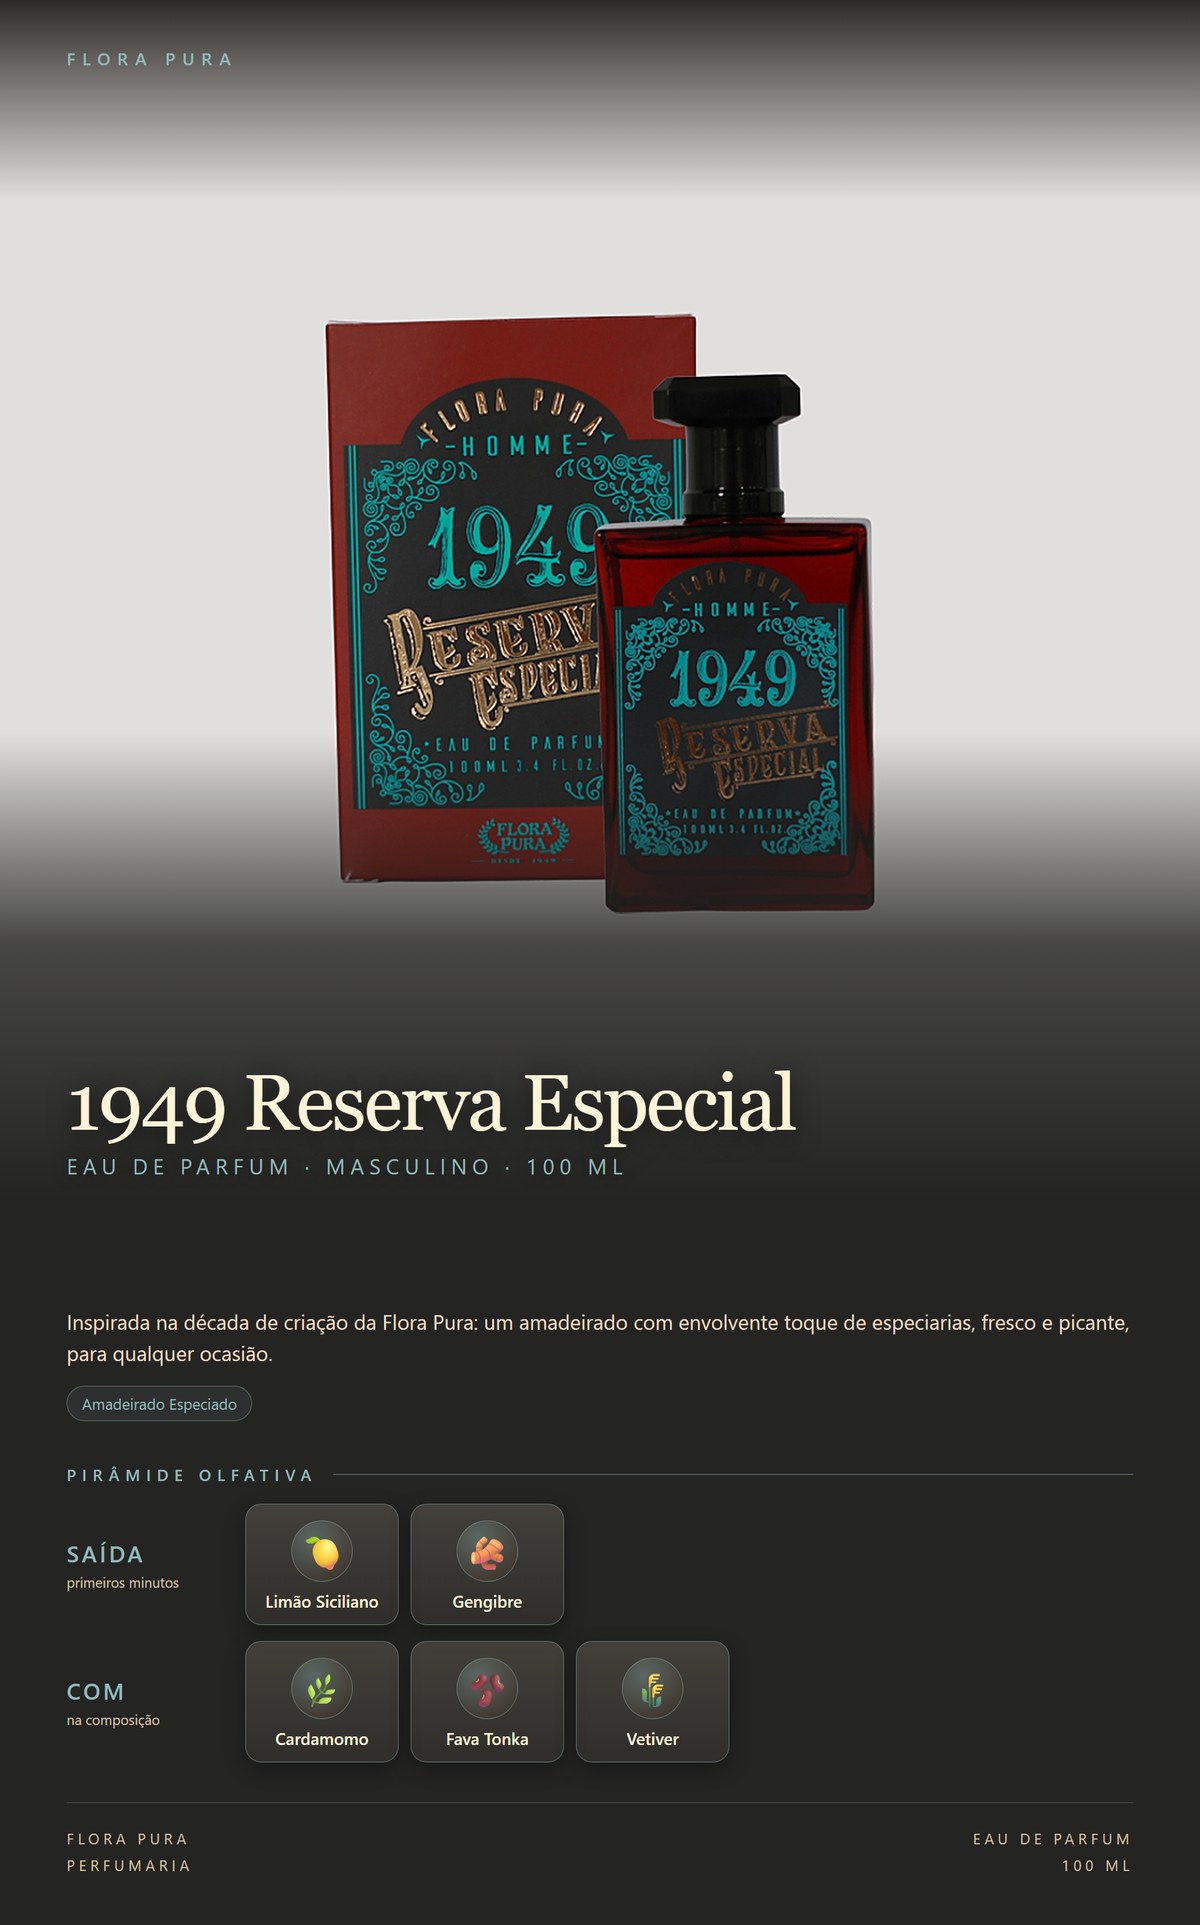 FLORA PURA
FLORA PURA
-HOMME-
1949
RESERV
ESPECIA
EAU DE PARFUM
100ML 3.4 FL.OZ.
FLORA
PURA
DESDE 1949
FLORA PURA
-HOMME-
1949
RESERVA
ESPECIAL
EAU DE PARFUM
100ML 3.4 FL.OZ.
1949 Reserva Especial
EAU DE PARFUM · MASCULINO · 100 ML
Inspirada na década de criação da Flora Pura: um amadeirado com envolvente toque de especiarias, fresco e picante,
para qualquer ocasião.
Amadeirado Especiado
PIRÂMIDE OLFATIVA
SAÍDA
primeiros minutos
Limão Siciliano
Gengibre
COM
na composição
Cardamomo
Fava Tonka
Vetiver
FLORA PURA
PERFUMARIA
EAU DE PARFUM
100 ML